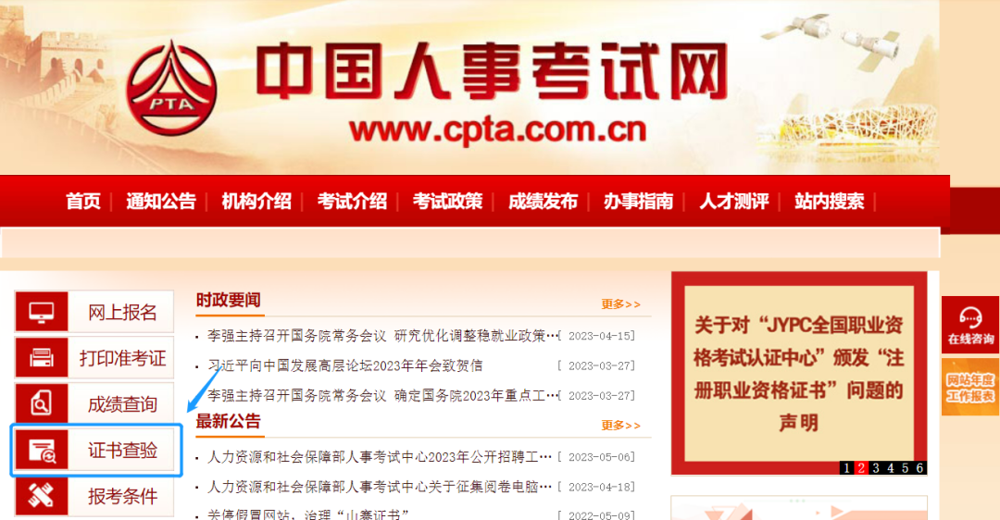 PTA
中国人事考试网
www.cpta.com.cn
首页 通知公告 机构介绍 考试介绍 考试政策 成绩发布 办事指南 人才测评 站内搜索
网上报名
打印准考证
成绩查询
证书查验
报考条件
时政要闻 更多>>
李强主持召开国务院常务会议 研究优化调整稳就业政策… [ 2023-04-15]
习近平向中国发展高层论坛2023年年会致贺信 [ 2023-03-27]
李强主持召开国务院常务会议 确定国务院2023年重点工… [ 2023-03-27]
最新公告 更多>>
人力资源和社会保障部人事考试中心2023年公开招聘工… [ 2023-05-06]
人力资源和社会保障部人事考试中心关于征集阅卷电脑… [ 2023-04-18]
关停假冒网站，治理“山寨证书” [ 2022-05-09]
关于对“JYPC全国职业资
格考试认证中心”颁发“注
册职业资格证书”问题的
声明
1 2 3 4 5 6
在线咨询
网站年度
工作报表